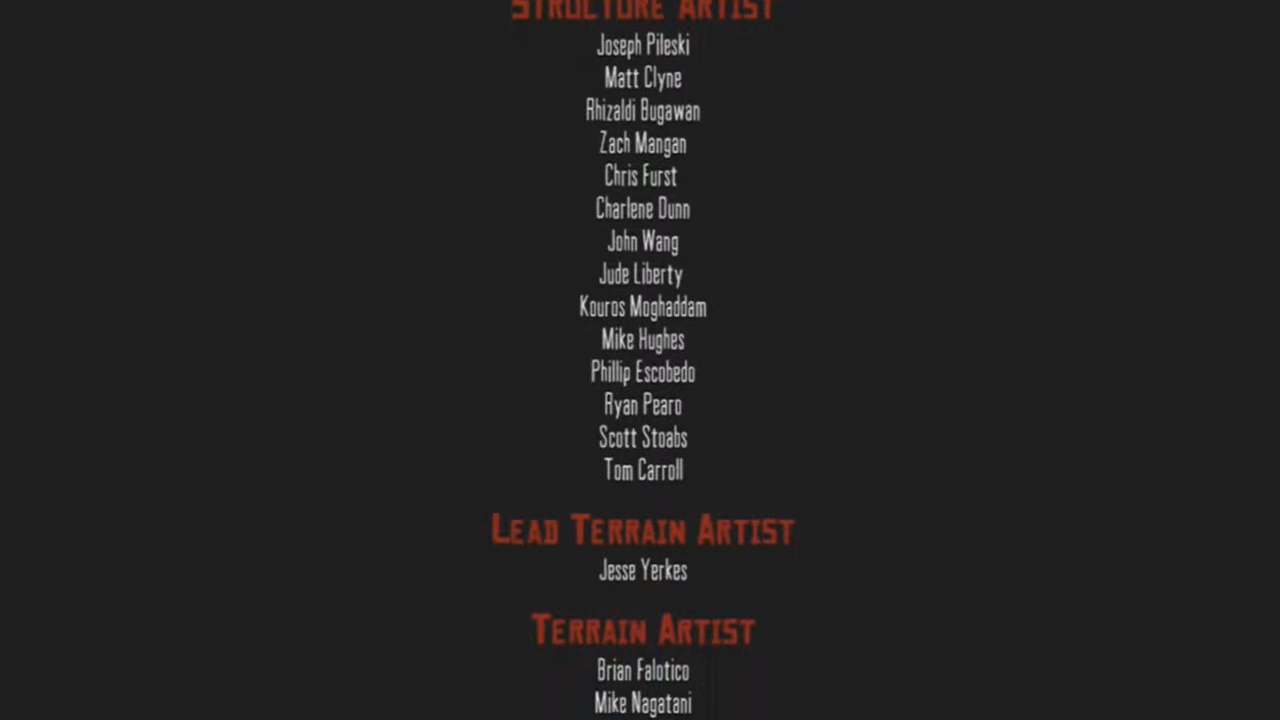 Structure Artist
Joseph Pileski
Matt Clyne
Rhizaldi Bugawan
Zach Mangan
Chris Furst
Charlene Dunn
John Wang
Jude Liberty
Kouros Moghaddam
Mike Hughes
Phillip Escobedo
Ryan Pearo
Scott Stoabs
Tom Carroll
Lead Terrain Artist
Jesse Yerkes
Terrain Artist
Brian Falotico
Mike Nagatani